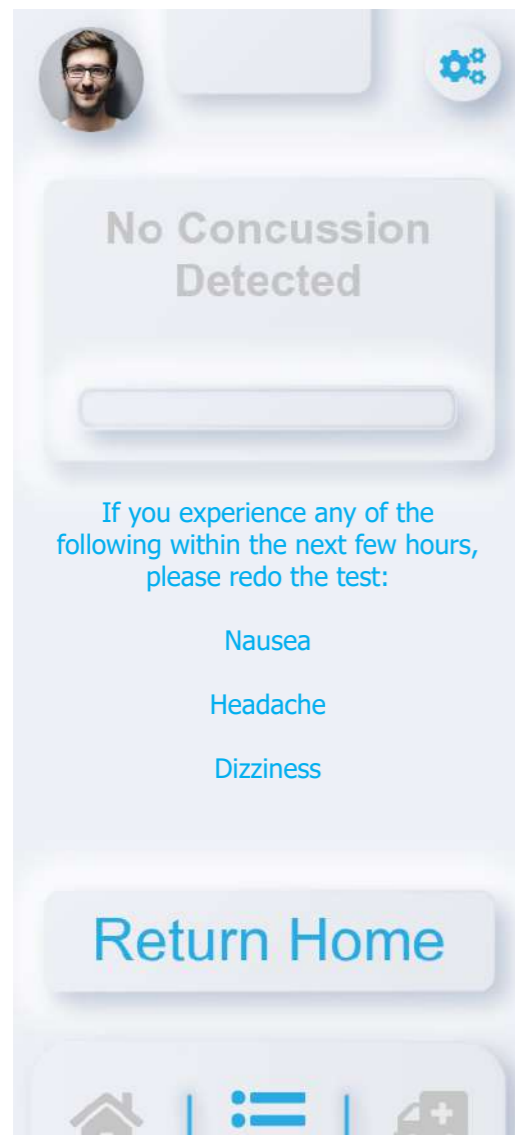 No Concussion
Detected
If you experience any of the
following within the next few hours,
please redo the test:
Nausea
Headache
Dizziness
Return Home